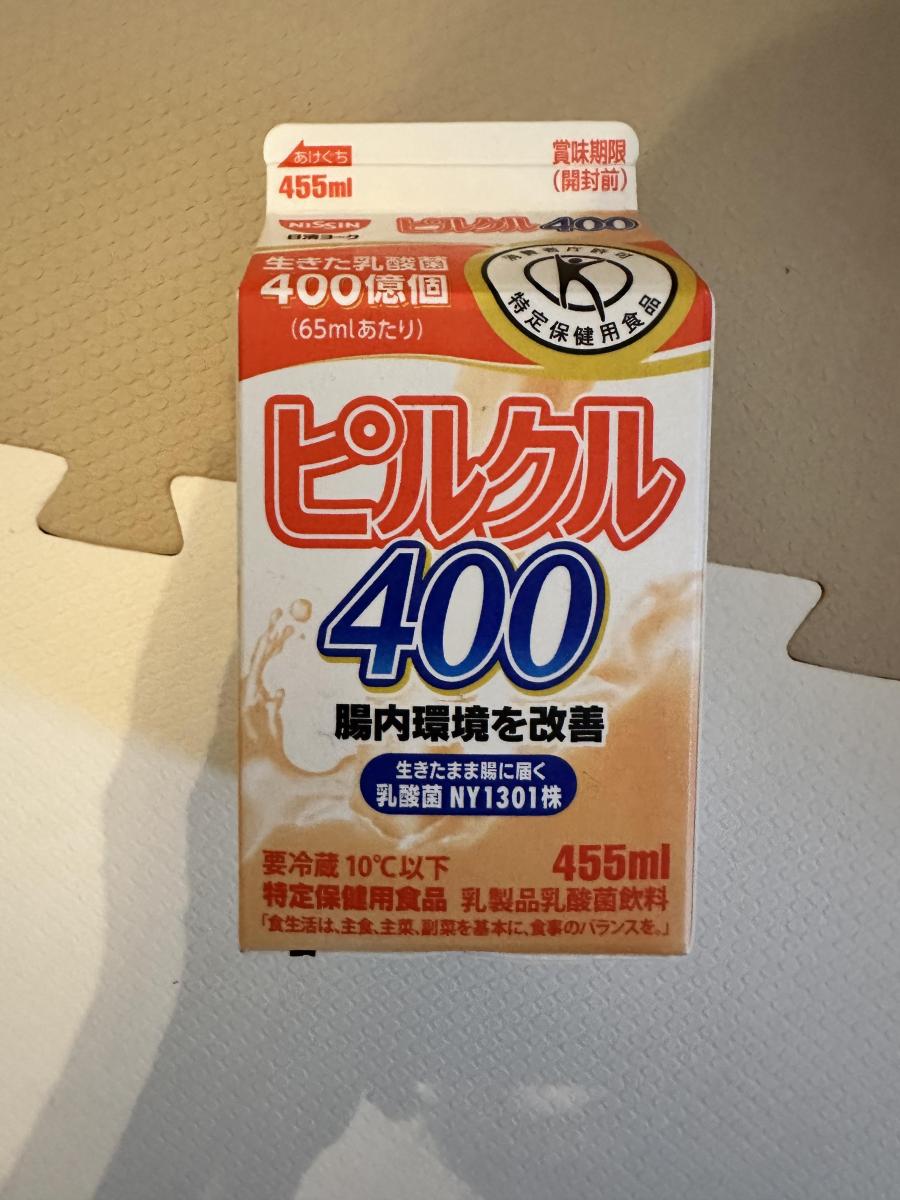 あけぐち
賞味期限
455ml
(開封前)
NISSIN
日清ヨーク
ピルクル400
生きた乳酸菌
400億個
(65mlあたり)
消費者庁許可
特定保健用食品
ピルクル
400
腸内環境を改善
生きたまま腸に届く
乳酸菌 NY1301株
要冷蔵 10℃以下
455ml
特定保健用食品 乳製品乳酸菌飲料
「食生活は、主食、主菜、副菜を基本に、食事のバランスを。」